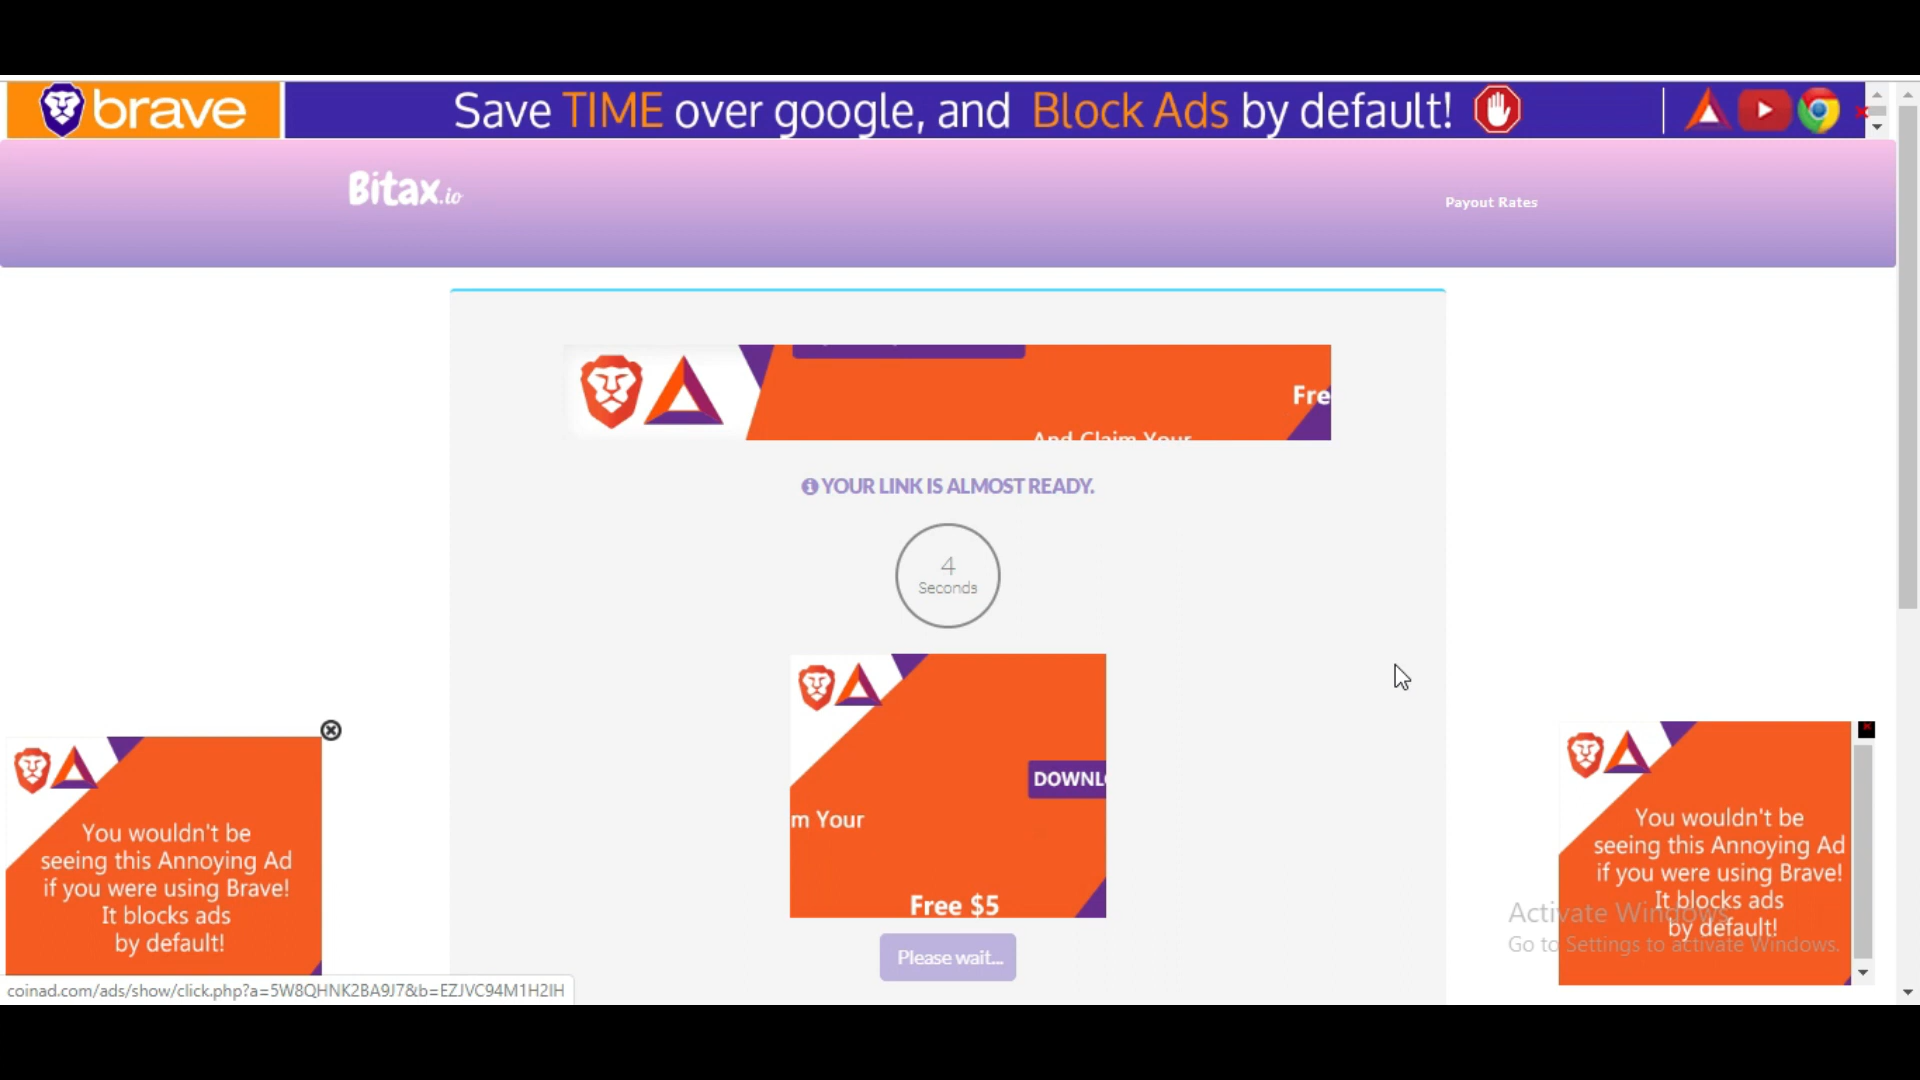 brave
Save TIME over google, and Block Ads by default!
Bitax.io
Payout Rates
Fre
And Claim Your
YOUR LINK IS ALMOST READY.
4
Seconds
DOWNL
m Your
Free $5
Please wait...
You wouldn't be
seeing this Annoying Ad
if you were using Brave!
It blocks ads
by default!
You wouldn't be
seeing this Annoying Ad
if you were using Brave!
It blocks ads
by default!
Activate Windows
Go to Settings to activate Windows.
coinad.com/ads/show/click.php?a=5W8QHNK2BA9J7&b=EZJVC94M1H2IH